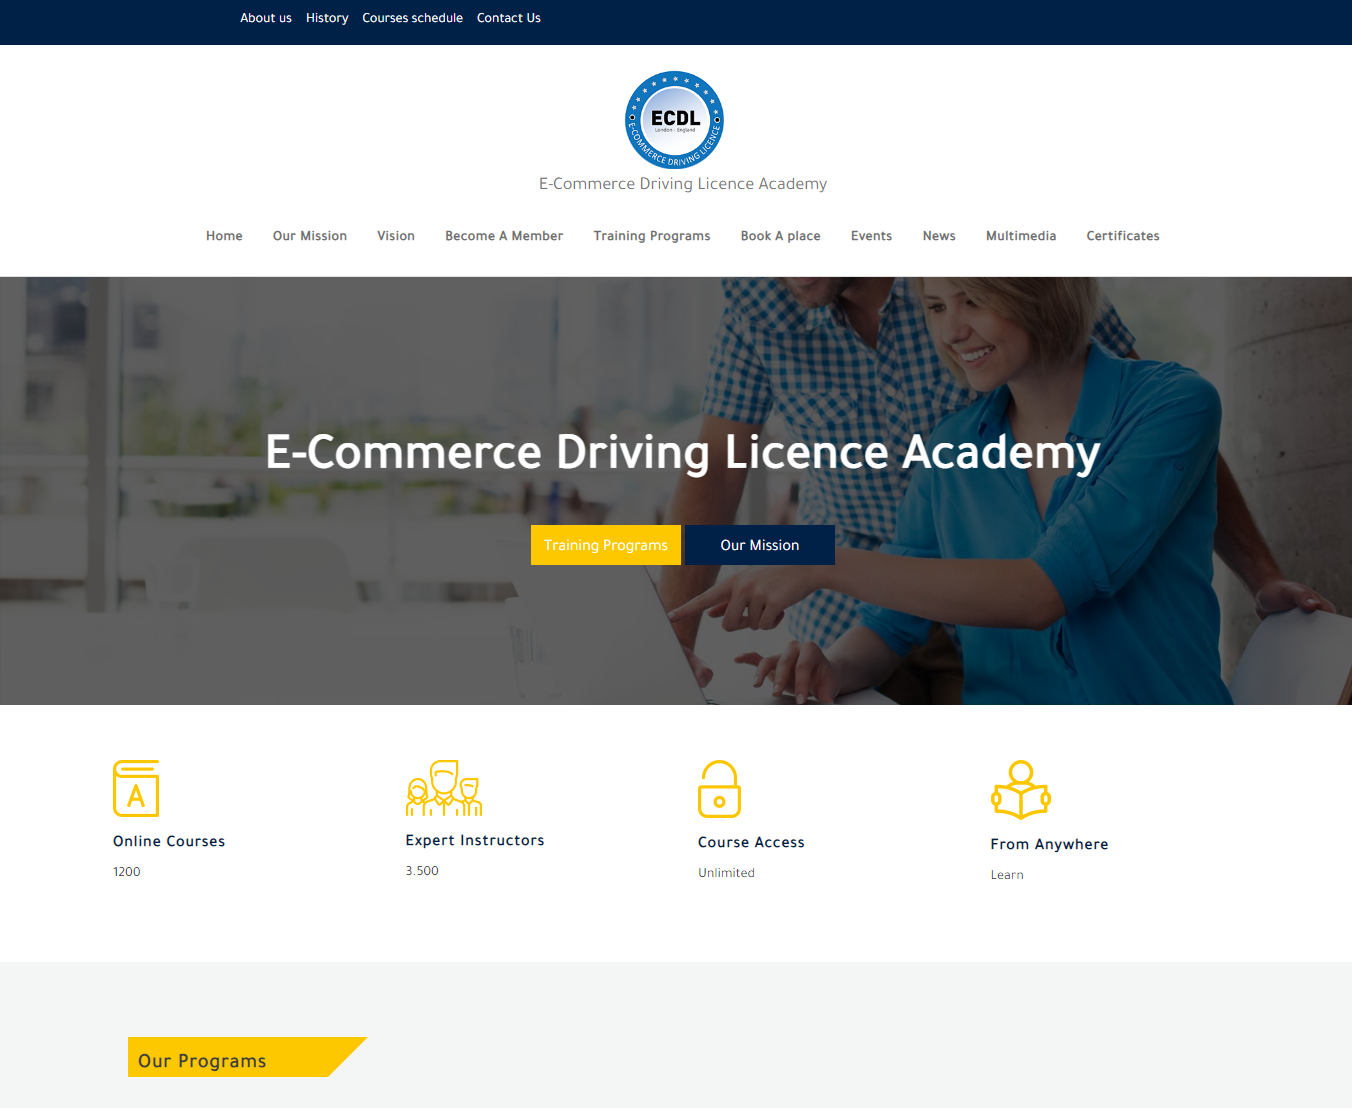 About us History Courses schedule Contact Us
ECDL
London - England
E-COMMERCE DRIVING LICENCE
E-Commerce Driving Licence Academy
Home Our Mission Vision Become A Member Training Programs Book A place Events News Multimedia Certificates
E-Commerce Driving Licence Academy
Training Programs Our Mission
A
Online Courses
1200
Expert Instructors
3.500
Course Access
Unlimited
From Anywhere
Learn
Our Programs